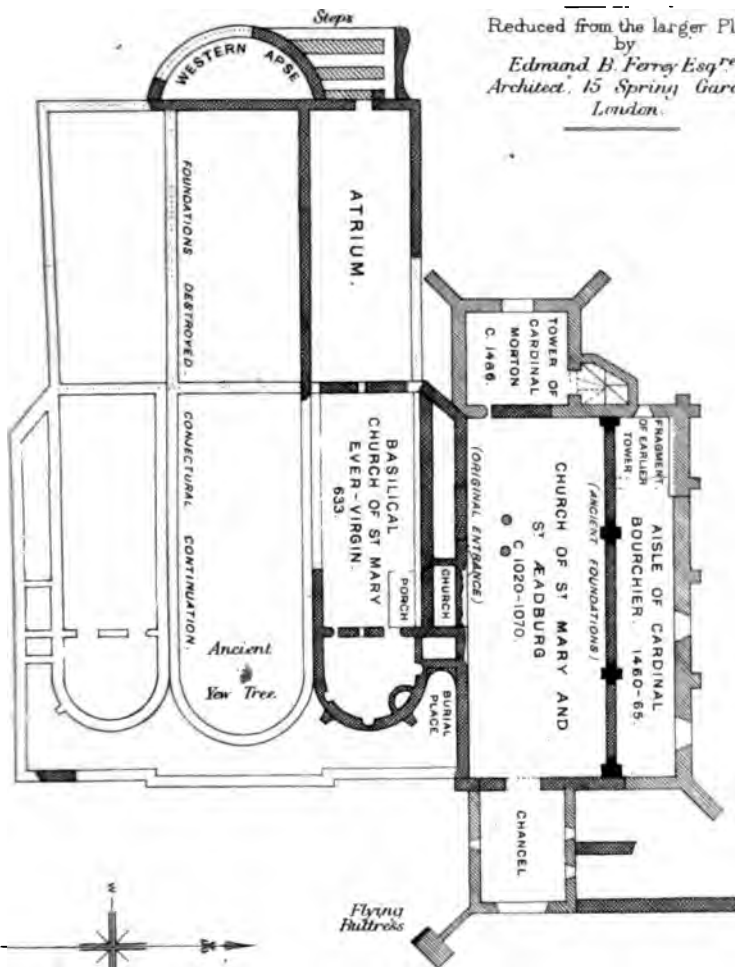 Steps
Reduced from the larger Pl
by
Edmund B. Ferrey Esqre
Architect. 15 Spring Gard
London.
WESTERN APSE
FOUNDATIONS DESTROYED.
CONJECTURAL CONTINUATION.
ATRIUM.
TOWER OF
CARDINAL
MORTON
C. 1486.
FRAGMENT.
OF EARLIER
TOWER.
BASILICAL
CHURCH OF ST MARY
EVER-VIRGIN.
633.
PORCH
CHURCH
(ORIGINAL ENTRANCE)
CHURCH OF ST MARY AND
ST ÆADBURG
C 1020-1070.
(ANCIENT FOUNDATIONS)
AISLE OF CARDINAL
BOURCHIER. 1460-65.
Ancient
Yew Tree.
BURIAL
PLACE
CHANCEL
Flying
Buttress
W